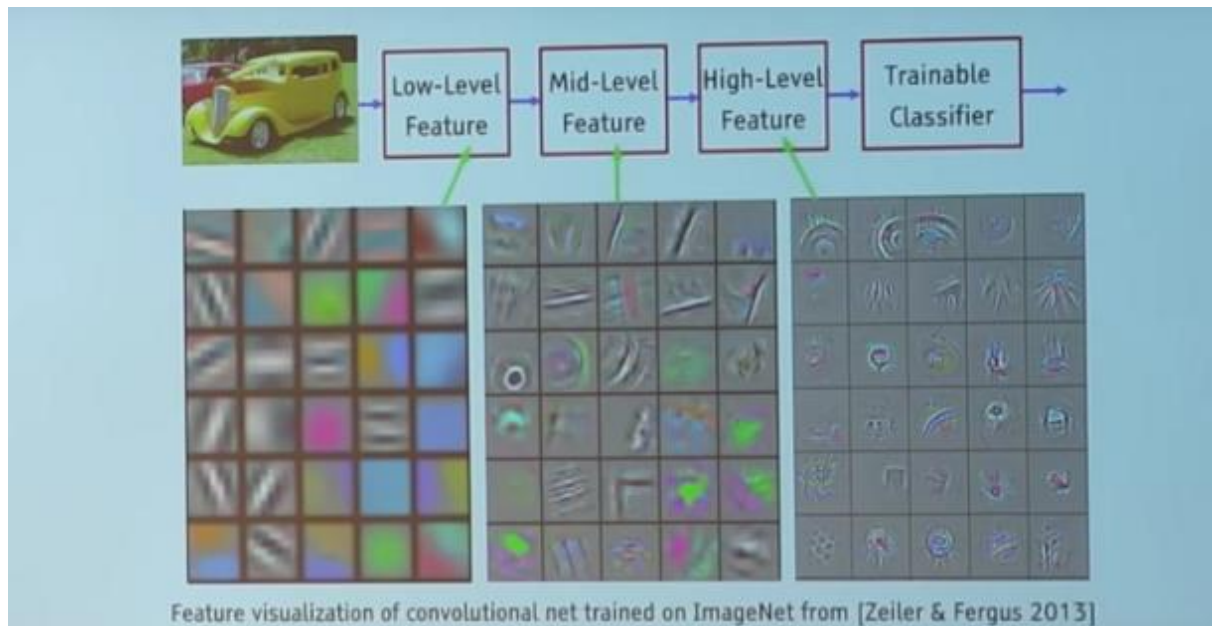 Low-Level
Feature
Mid-Level
Feature
High-Level
Feature
Trainable
Classifier
Feature visualization of convolutional net trained on ImageNet from [Zeiler & Fergus 2013]